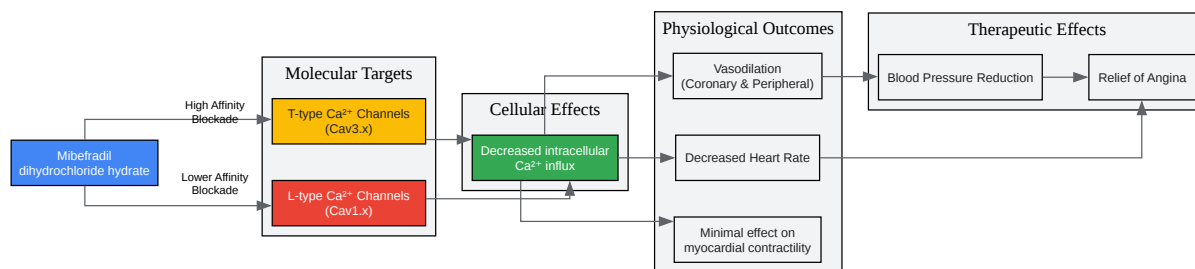 Mibefradil
dihydrochloride hydrate
High Affinity
Blockade
Lower Affinity
Blockade
Molecular Targets
T-type Ca²⁺ Channels
(Cav3.x)
L-type Ca²⁺ Channels
(Cav1.x)
Cellular Effects
Decreased intracellular
Ca²⁺ influx
Physiological Outcomes
Vasodilation
(Coronary & Peripheral)
Decreased Heart Rate
Minimal effect on
myocardial contractility
Therapeutic Effects
Blood Pressure Reduction
Relief of Angina